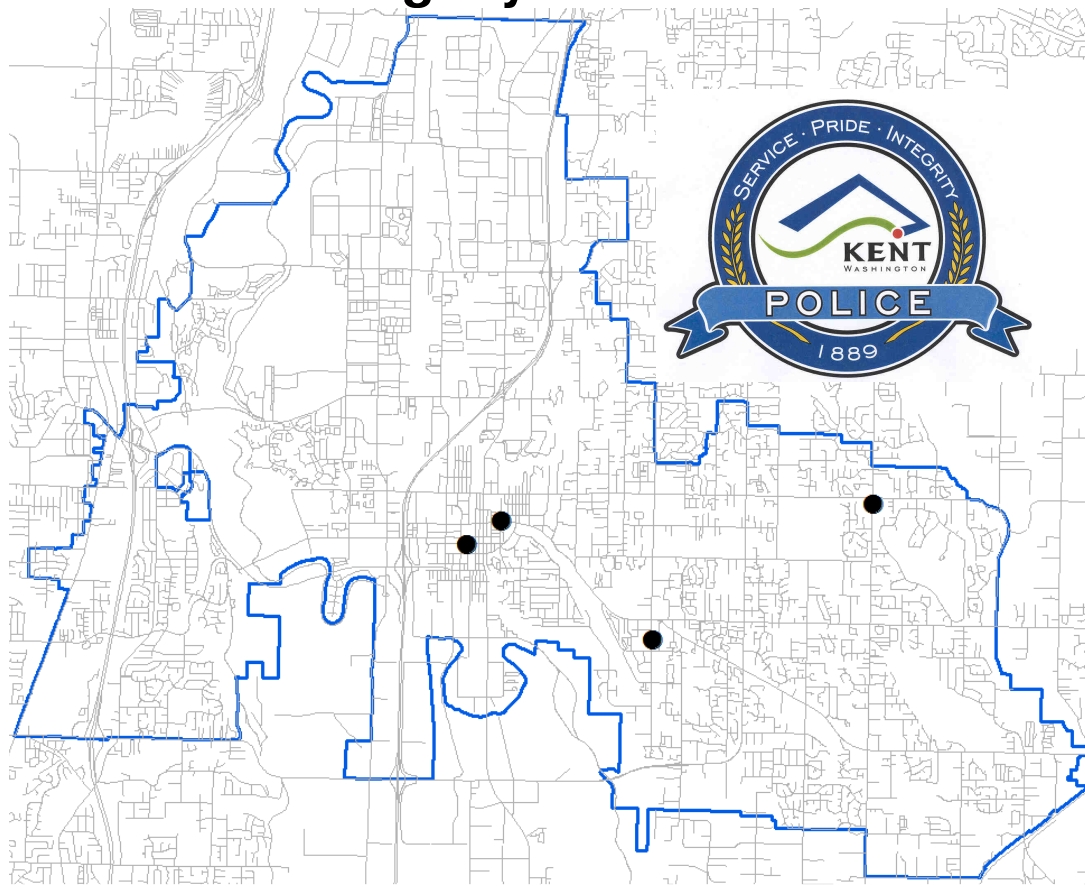 SERVICE · PRIDE · INTEGRITY
KENT
WASHINGTON
POLICE
1889